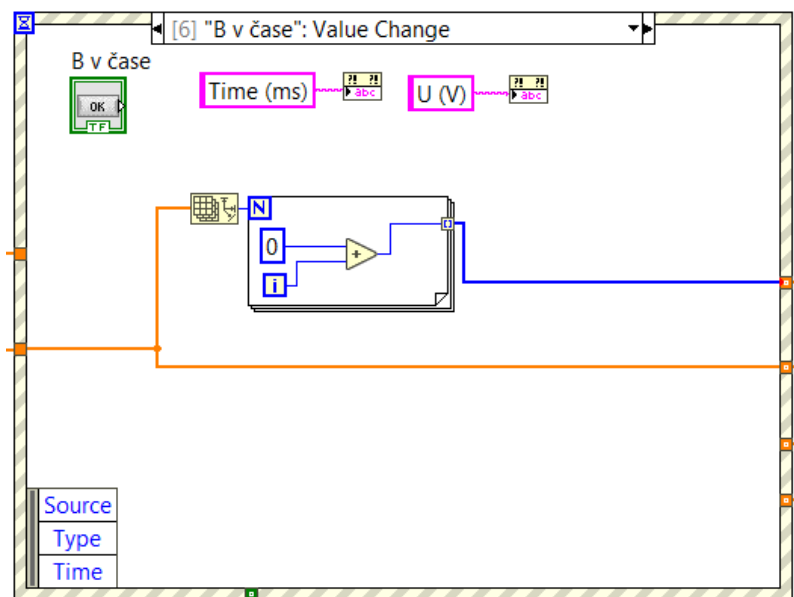 [6] "B v čase": Value Change
B v čase
OK
TF
Time (ms)
?! ?!
abc
U (V)
?! ?!
abc
N
0
+
i
[]
Source
Type
Time